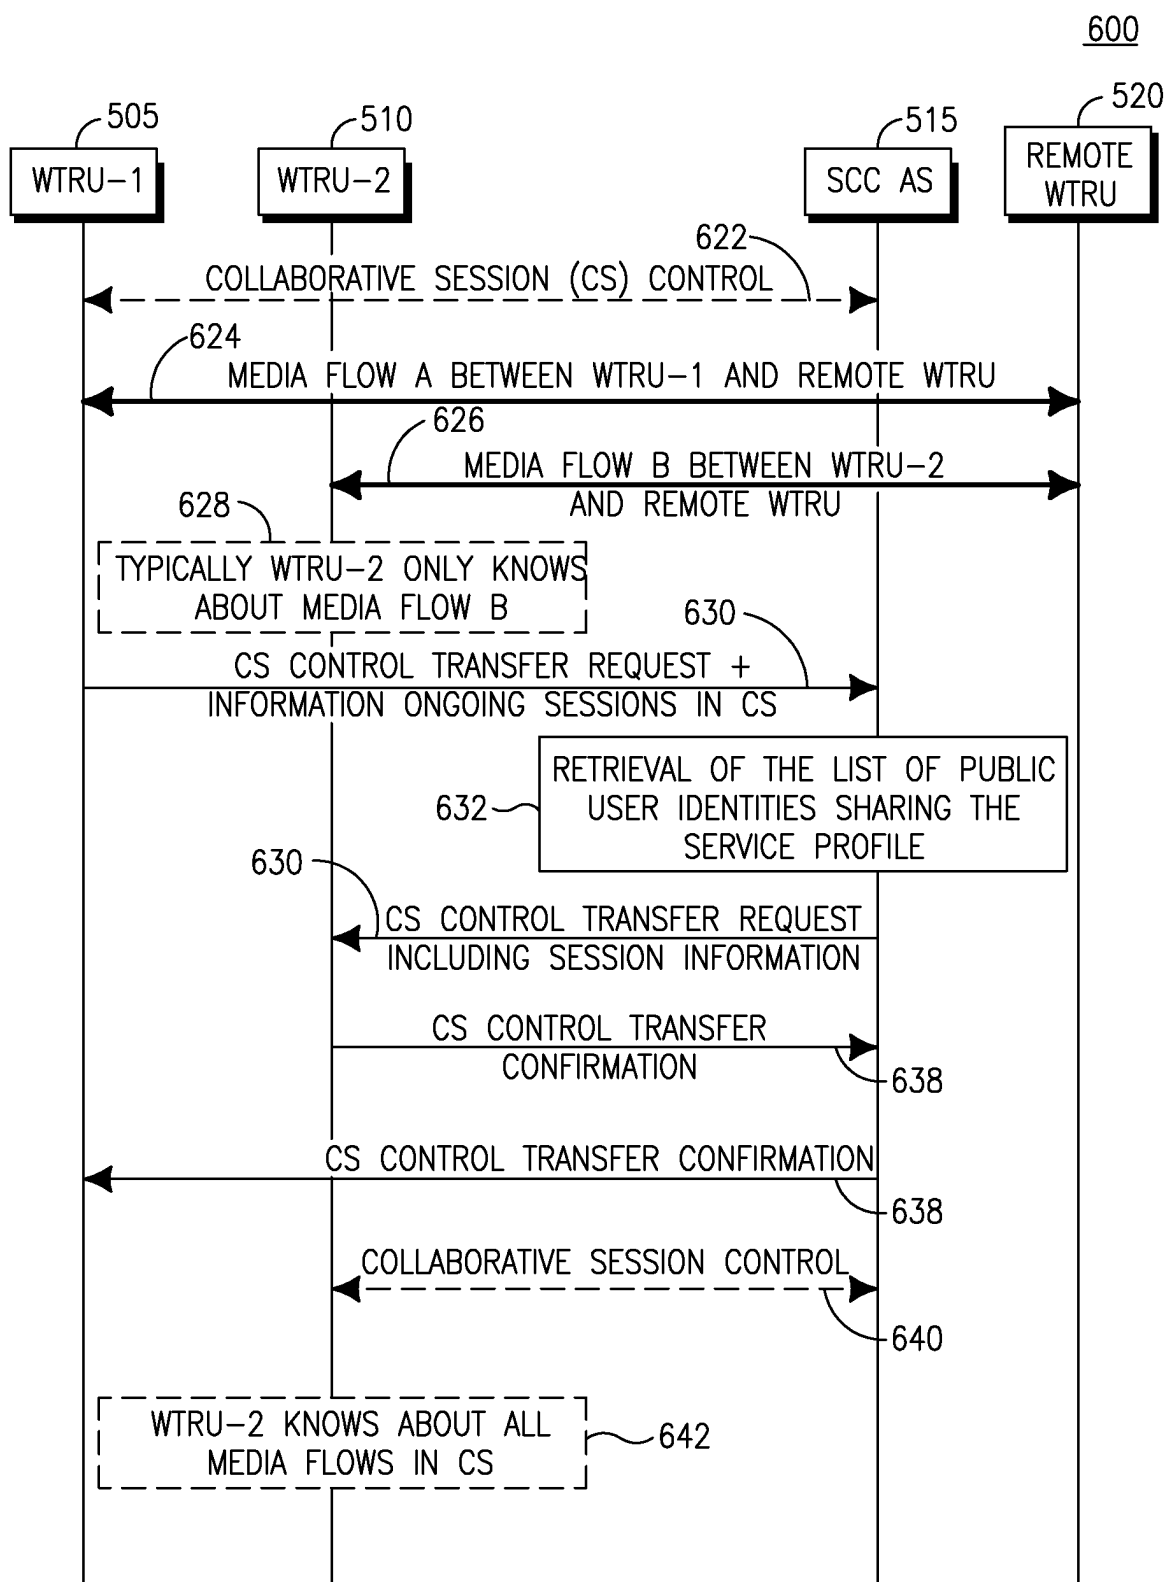 600
505
510
515
520
WTRU-1
WTRU-2
SCC AS
REMOTE
WTRU
622
COLLABORATIVE SESSION (CS) CONTROL
624
MEDIA FLOW A BETWEEN WTRU-1 AND REMOTE WTRU
626
MEDIA FLOW B BETWEEN WTRU-2
AND REMOTE WTRU
628
TYPICALLY WTRU-2 ONLY KNOWS
ABOUT MEDIA FLOW B
630
CS CONTROL TRANSFER REQUEST +
INFORMATION ONGOING SESSIONS IN CS
632
RETRIEVAL OF THE LIST OF PUBLIC
USER IDENTITIES SHARING THE
SERVICE PROFILE
630
CS CONTROL TRANSFER REQUEST
INCLUDING SESSION INFORMATION
CS CONTROL TRANSFER
CONFIRMATION
638
CS CONTROL TRANSFER CONFIRMATION
638
COLLABORATIVE SESSION CONTROL
640
WTRU-2 KNOWS ABOUT ALL
MEDIA FLOWS IN CS
642